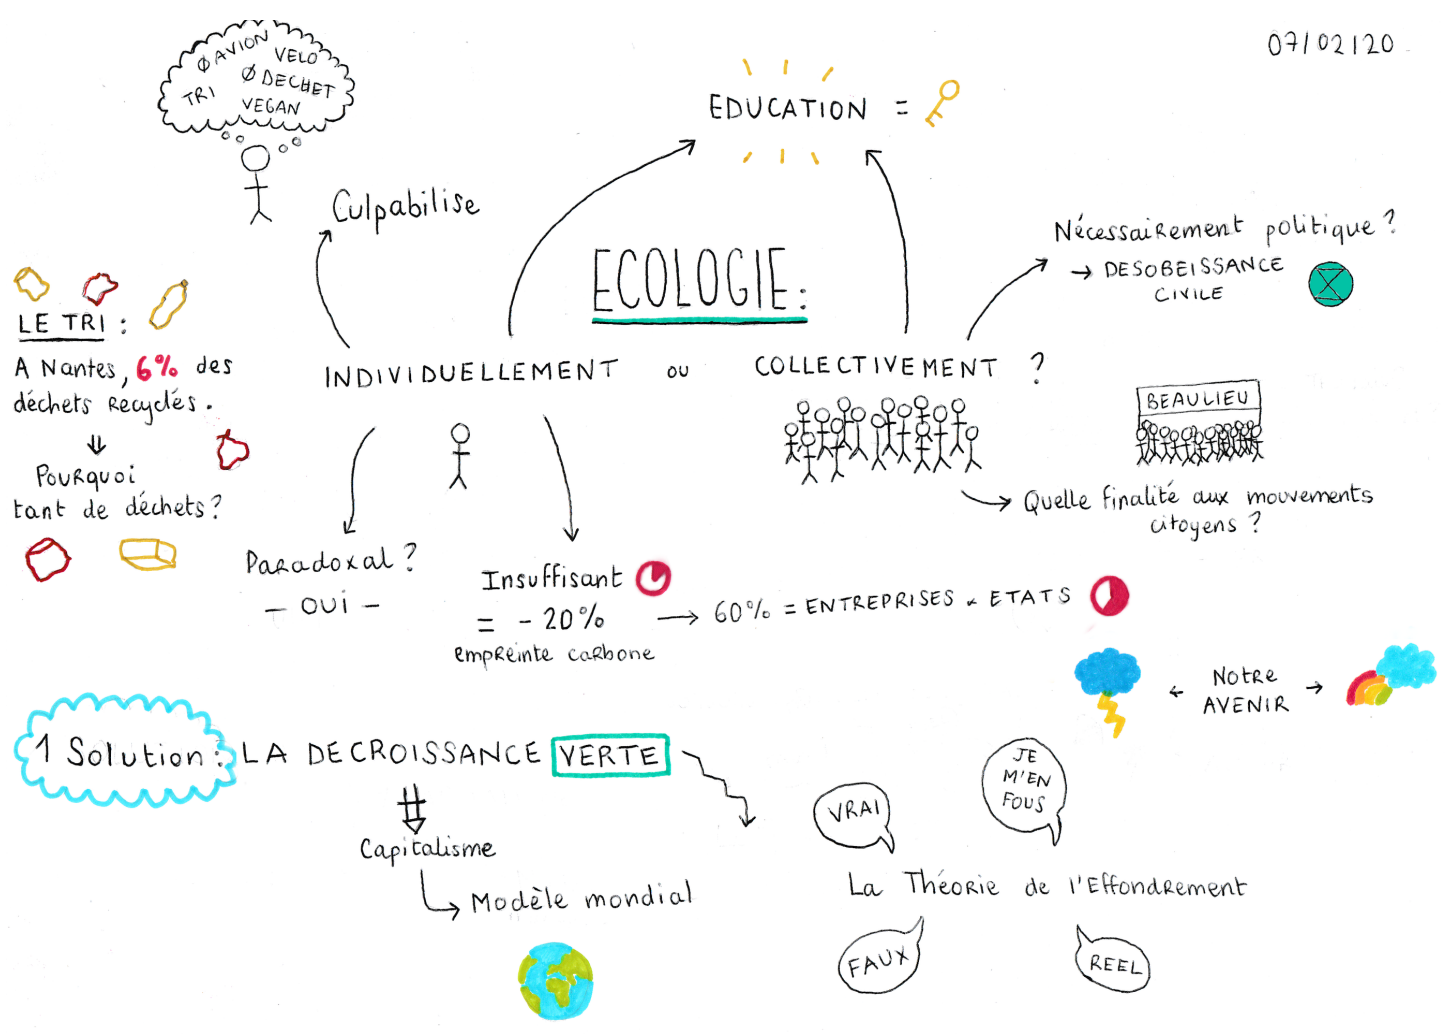 07/02/20
Ø AVION
VELO
Ø DECHET
TRI
VEGAN
EDUCATION =
Culpabilise
Nécessairement politique ?
→ DESOBEISSANCE
CIVILE
ECOLOGIE:
LE TRI :
A Nantes, 6% des
déchets recyclés.
⇓
Pourquoi
tant de déchets ?
INDIVIDUELLEMENT ou COLLECTIVEMENT ?
BEAULIEU
Quelle finalité aux mouvements
citoyens ?
Paradoxal ?
- OUI -
Insuffisant
= - 20%
empreinte carbone
→ 60% = ENTREPRISES & ETATS
← Notre →
AVENIR
1 Solution : LA DECROISSANCE VERTE
Capitalisme
Modèle mondial
VRAI
JE
M'EN
FOUS
La Théorie de l'Effondrement
FAUX
REEL